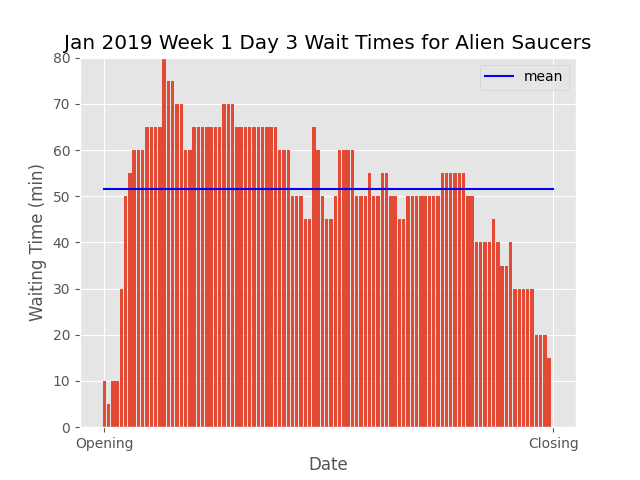 Jan 2019 Week 1 Day 3 Wait Times for Alien Saucers
mean
Waiting Time (min)
80
70
60
50
40
30
20
10
0
Opening Closing
Date